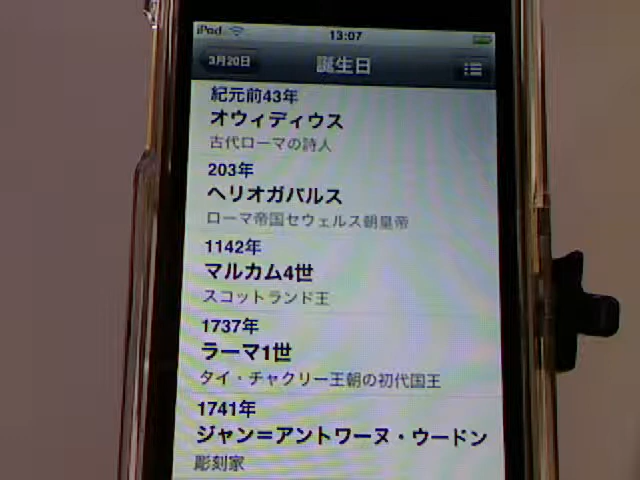 iPod 13:07
3月20日 誕生日
紀元前43年
オウィディウス
古代ローマの詩人
203年
ヘリオガバルス
ローマ帝国セウェルス朝皇帝
1142年
マルカム4世
スコットランド王
1737年
ラーマ1世
タイ・チャクリー王朝の初代国王
1741年
ジャン=アントワーヌ・ウードン
彫刻家